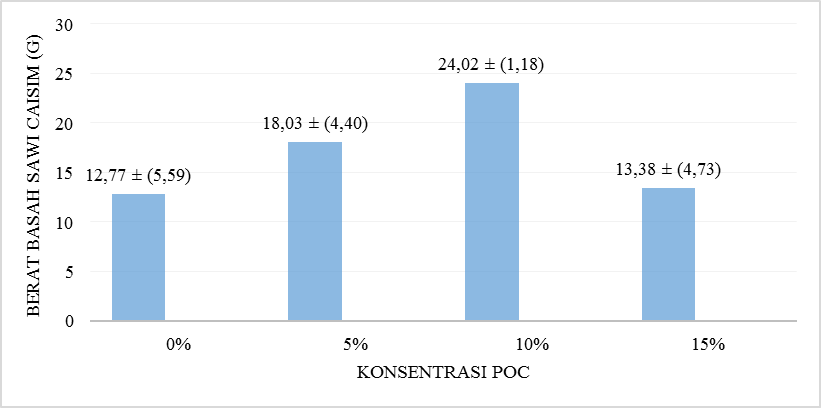 BERAT BASAH SAWI CAISIM (G)
30
25
20
15
10
5
0
12,77 ± (5,59)
18,03 ± (4,40)
24,02 ± (1,18)
13,38 ± (4,73)
0%
5%
10%
15%
KONSENTRASI POC